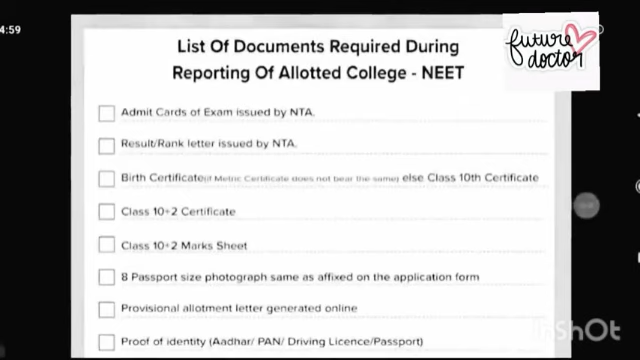 4:59
List Of Documents Required During
Reporting Of Allotted College - NEET
future
doctor
Admit Cards of Exam issued by NTA.
Result/Rank letter issued by NTA.
Birth Certificate(if Metric Certificate does not bear the same) else Class 10th Certificate
Class 10+2 Certificate
Class 10+2 Marks Sheet
8 Passport size photograph same as affixed on the application form
Provisional allotment letter generated online
Proof of identity (Aadhar/ PAN/ Driving Licence/Passport)
InShOt